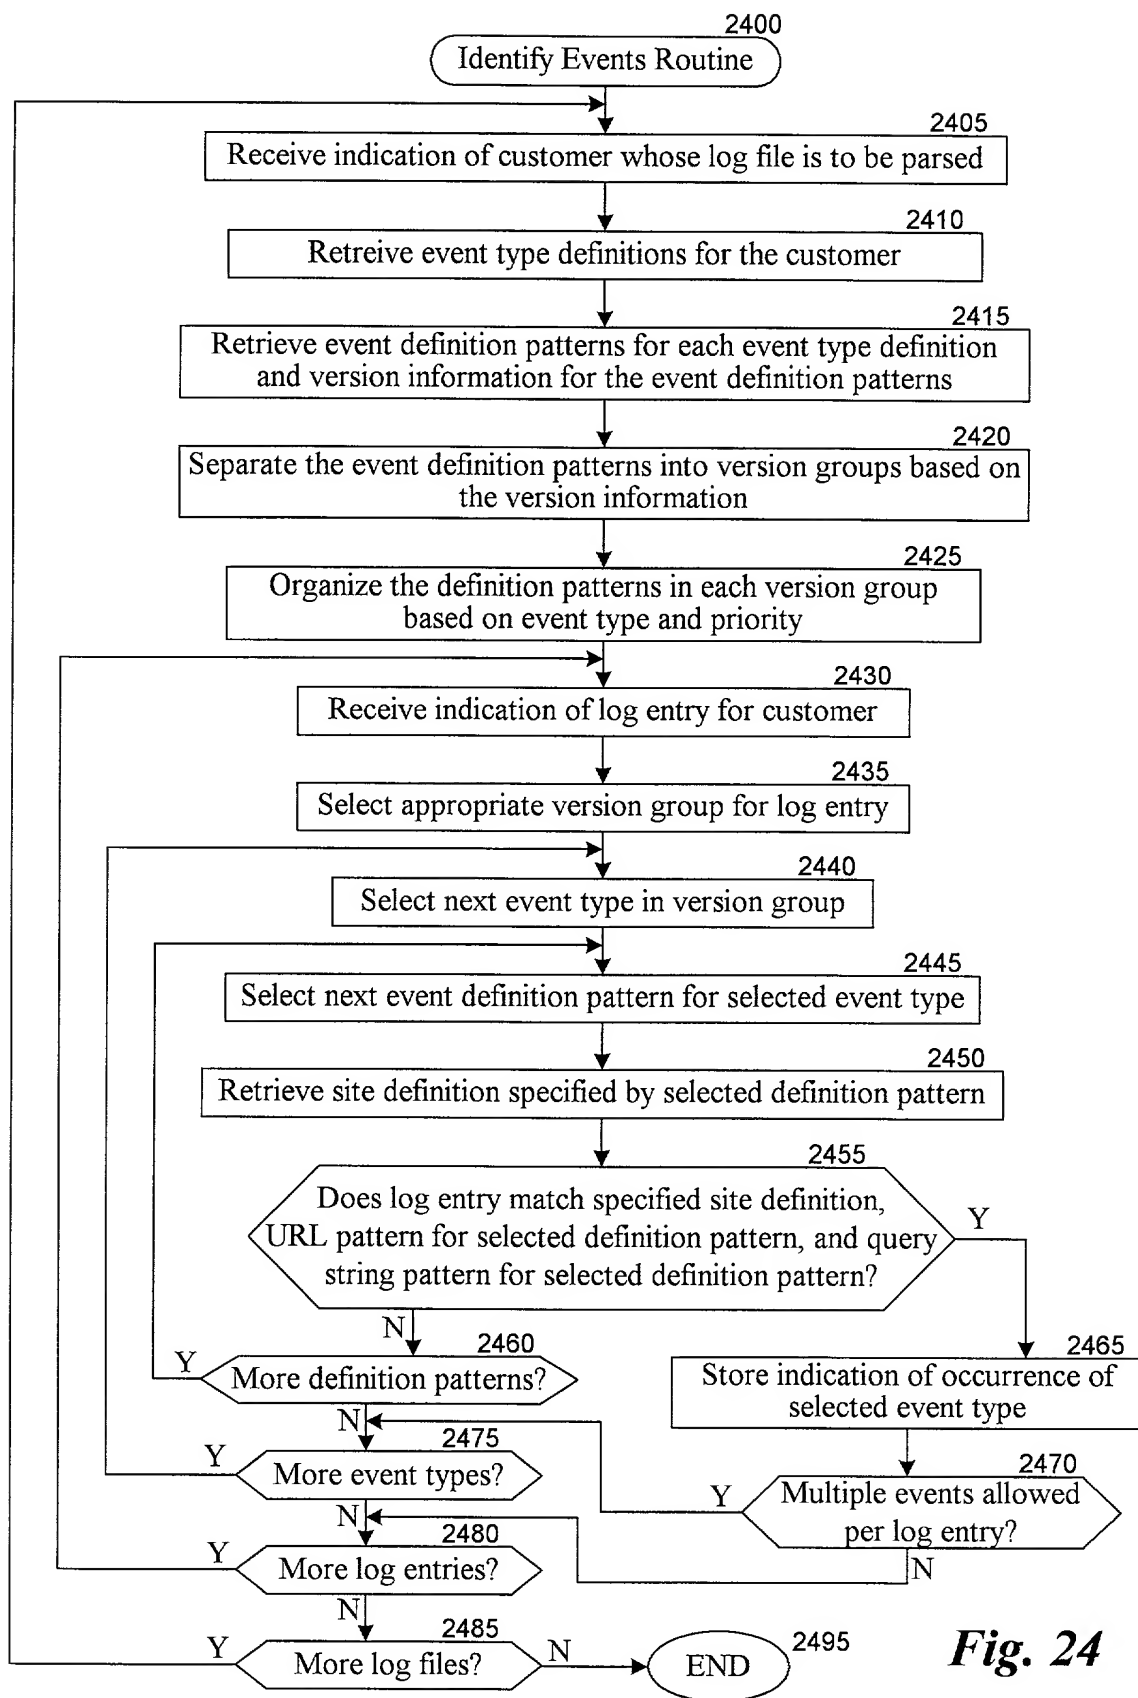 2400
Identify Events Routine
2405
Receive indication of customer whose log file is to be parsed
2410
Retreive event type definitions for the customer
2415
Retrieve event definition patterns for each event type definition
and version information for the event definition patterns
2420
Separate the event definition patterns into version groups based on
the version information
2425
Organize the definition patterns in each version group
based on event type and priority
2430
Receive indication of log entry for customer
2435
Select appropriate version group for log entry
2440
Select next event type in version group
2445
Select next event definition pattern for selected event type
2450
Retrieve site definition specified by selected definition pattern
2455
Does log entry match specified site definition,
URL pattern for selected definition pattern, and query
string pattern for selected definition pattern?
Y
N
2460
Y
More definition patterns?
2465
Store indication of occurrence of
selected event type
N
2475
Y
More event types?
2470
Y
Multiple events allowed
per log entry?
N
N
2480
Y
More log entries?
N
2485
Y
More log files?
N
END
2495
Fig. 24